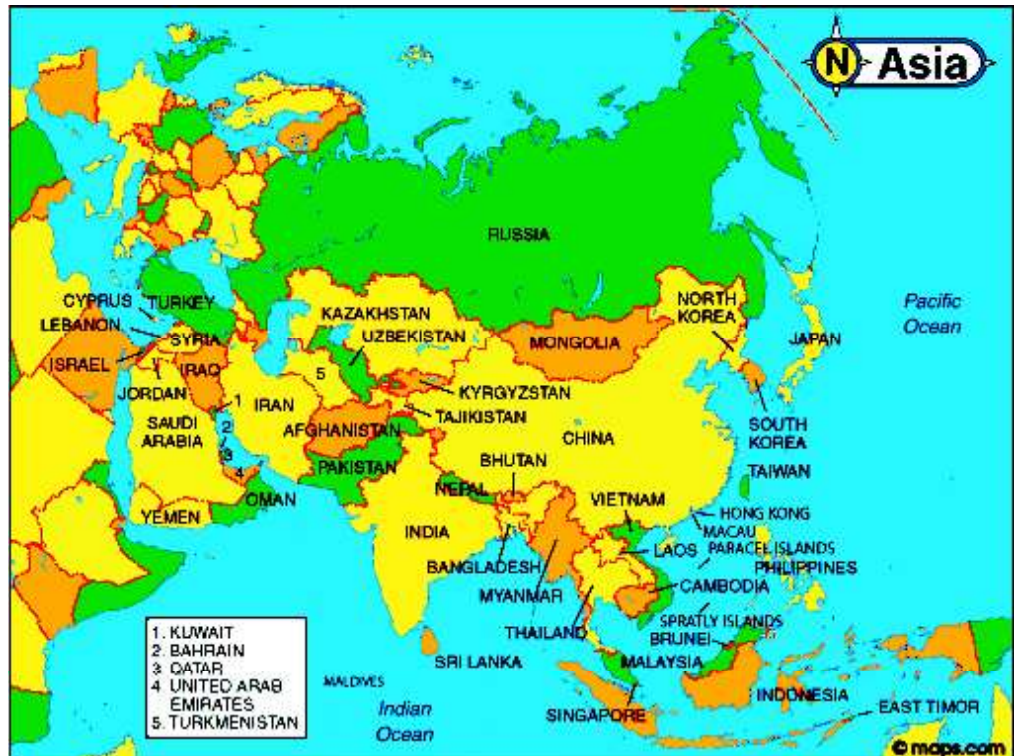 N Asia
RUSSIA
CYPRUS
TURKEY
LEBANON
SYRIA
ISRAEL
IRAQ
JORDAN
1
2
3
4
SAUDI
ARABIA
IRAN
YEMEN
OMAN
KAZAKHSTAN
UZBEKISTAN
5
KYRGYZSTAN
TAJIKISTAN
AFGHANISTAN
PAKISTAN
MONGOLIA
NORTH
KOREA
JAPAN
Pacific
Ocean
SOUTH
KOREA
CHINA
TAIWAN
BHUTAN
NEPAL
INDIA
BANGLADESH
MYANMAR
VIETNAM
LAOS
HONG KONG
MACAU
PARACEL ISLANDS
PHILIPPINES
CAMBODIA
THAILAND
SPRATLY ISLANDS
BRUNEI
MALAYSIA
SRI LANKA
MALDIVES
SINGAPORE
INDONESIA
EAST TIMOR
Indian
Ocean
1. KUWAIT
2. BAHRAIN
3 QATAR
4 UNITED ARAB
EMIRATES
5. TURKMENISTAN
© maps.com